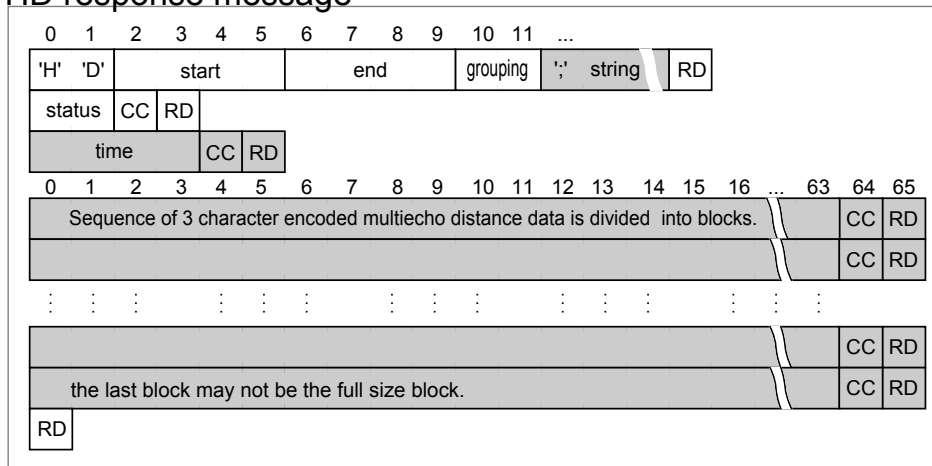 HD response message
0 1 2 3 4 5 6 7 8 9 10 11 ...
'H' 'D' start end grouping ';' string RD
status CC RD
time CC RD
0 1 2 3 4 5 6 7 8 9 10 11 12 13 14 15 16 ... 63 64 65
Sequence of 3 character encoded multiecho distance data is divided into blocks. CC RD
CC RD
CC RD
the last block may not be the full size block. CC RD
RD